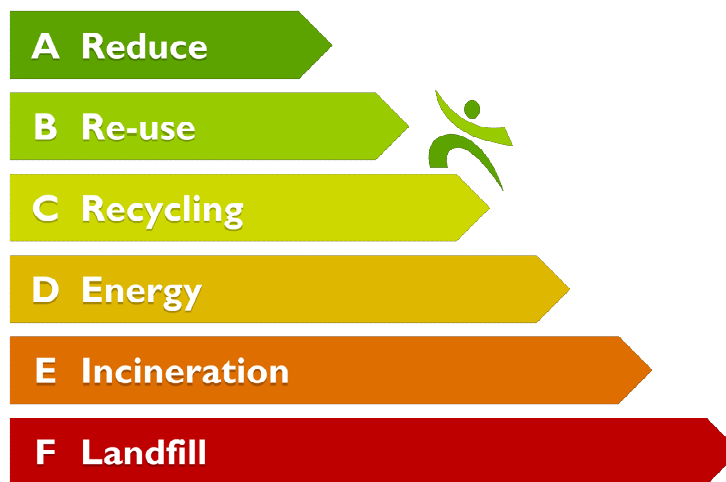 A Reduce
B Re-use
C Recycling
D Energy
E Incineration
F Landfill